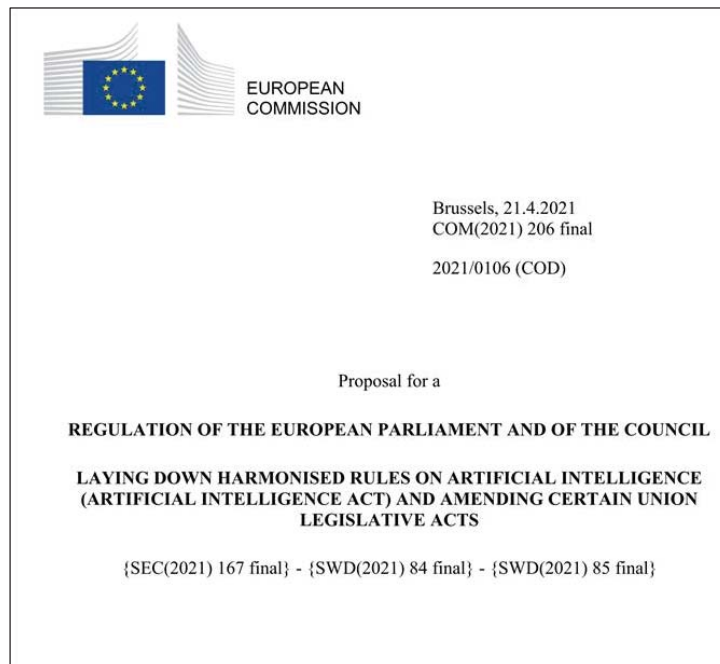 EUROPEAN
COMMISSION
Brussels, 21.4.2021
COM(2021) 206 final
2021/0106 (COD)
Proposal for a
REGULATION OF THE EUROPEAN PARLIAMENT AND OF THE COUNCIL
LAYING DOWN HARMONISED RULES ON ARTIFICIAL INTELLIGENCE
(ARTIFICIAL INTELLIGENCE ACT) AND AMENDING CERTAIN UNION
LEGISLATIVE ACTS
{SEC(2021) 167 final} - {SWD(2021) 84 final} - {SWD(2021) 85 final}